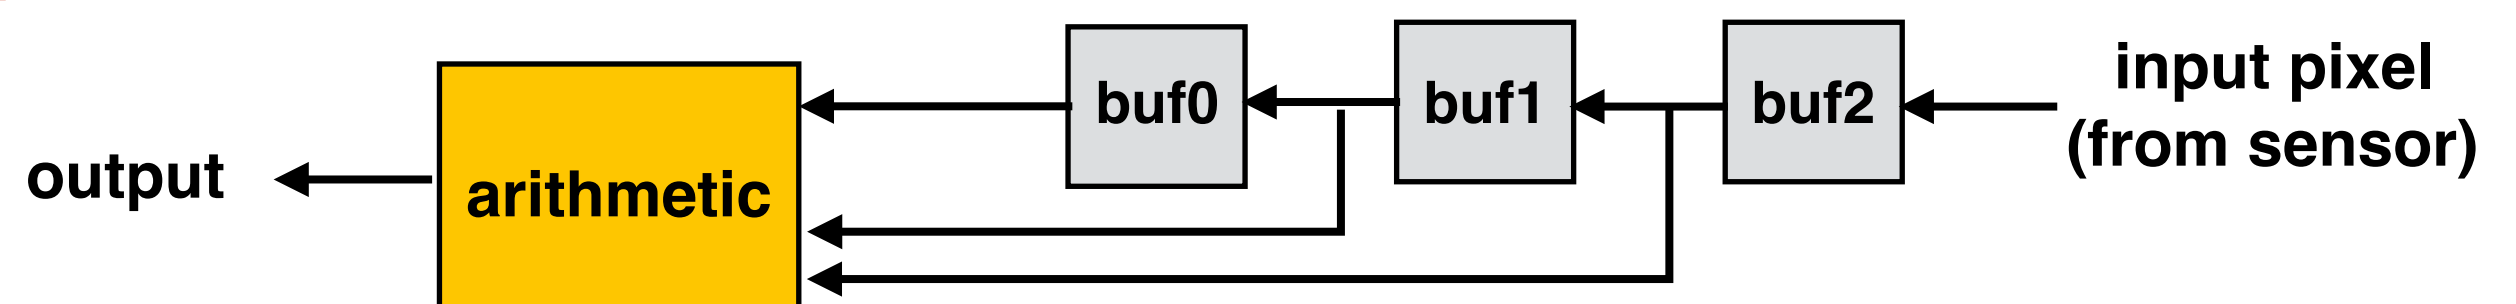 output
arithmetic
buf0
buf1
buf2
input pixel
(from sensor)